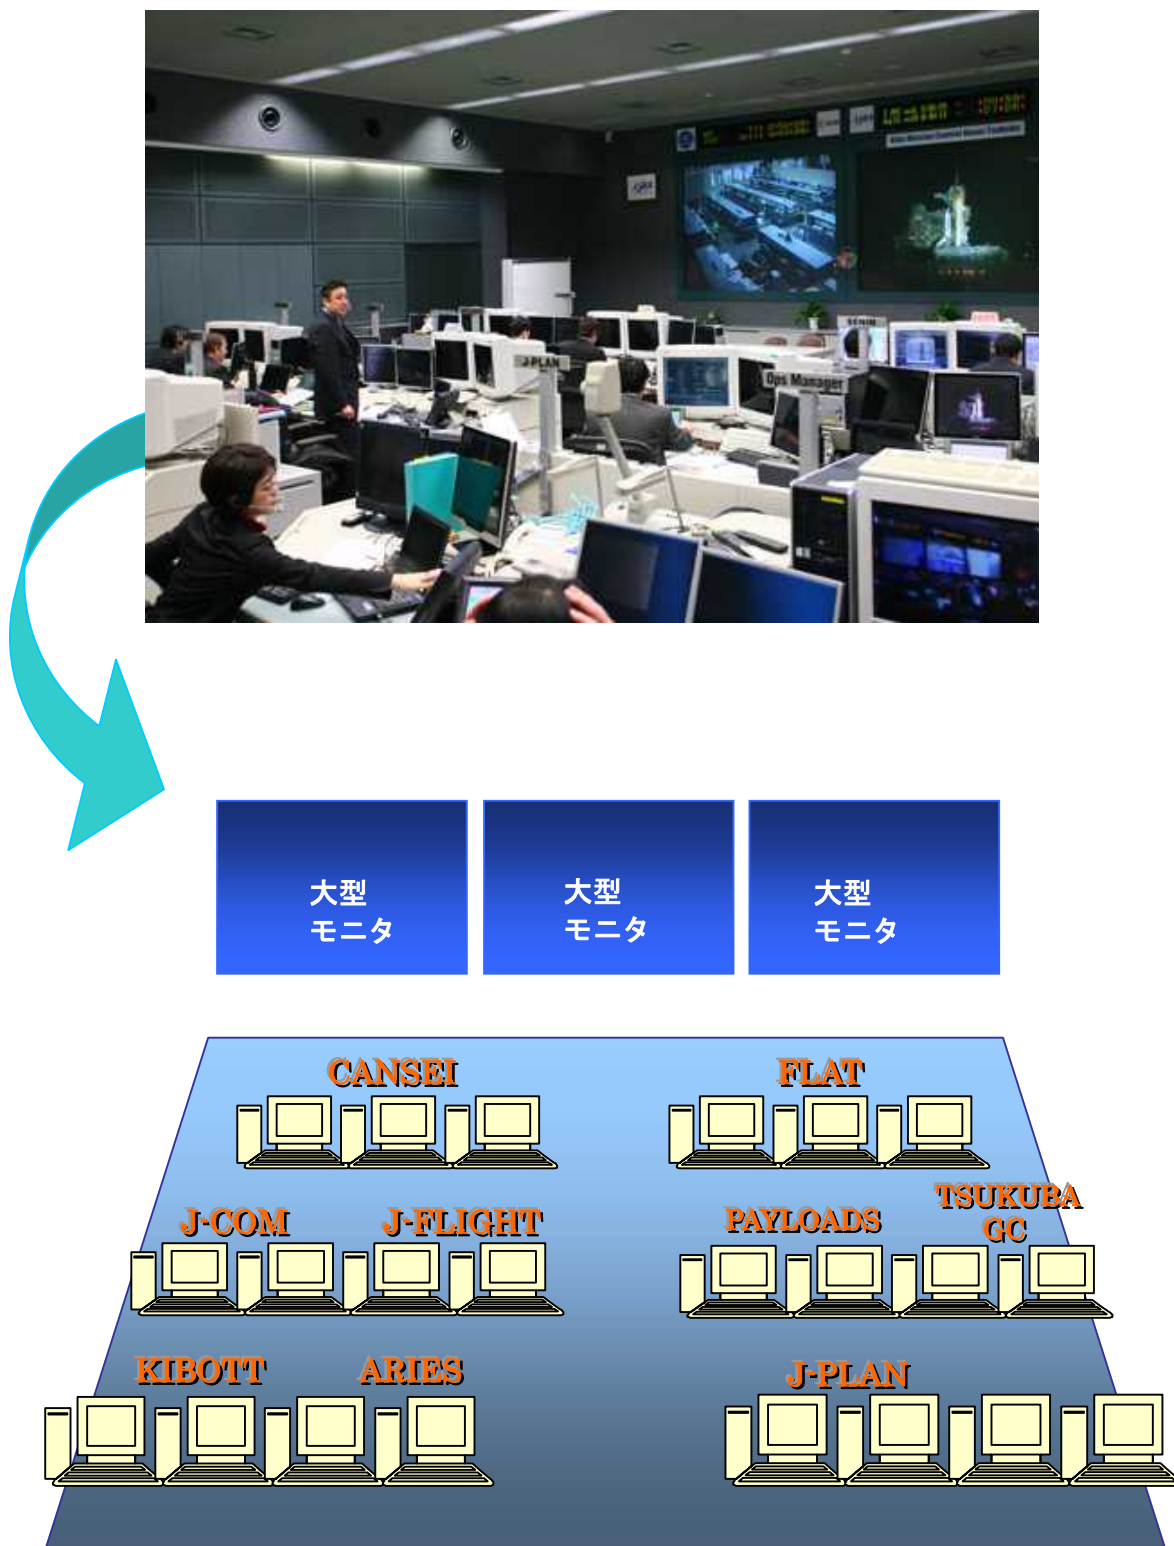 J-PLAN
Ops Manager
大型
モニタ
大型
モニタ
大型
モニタ
CANSEI
FLAT
J-COM
J-FLIGHT
PAYLOADS
TSUKUBA
GC
KIBOTT
ARIES
J-PLAN